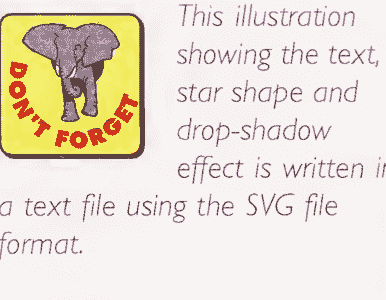 This illustration
showing the text,
star shape and
drop-shadow
effect is written in
a text file using the SVG file
format.
DON'T FORGET